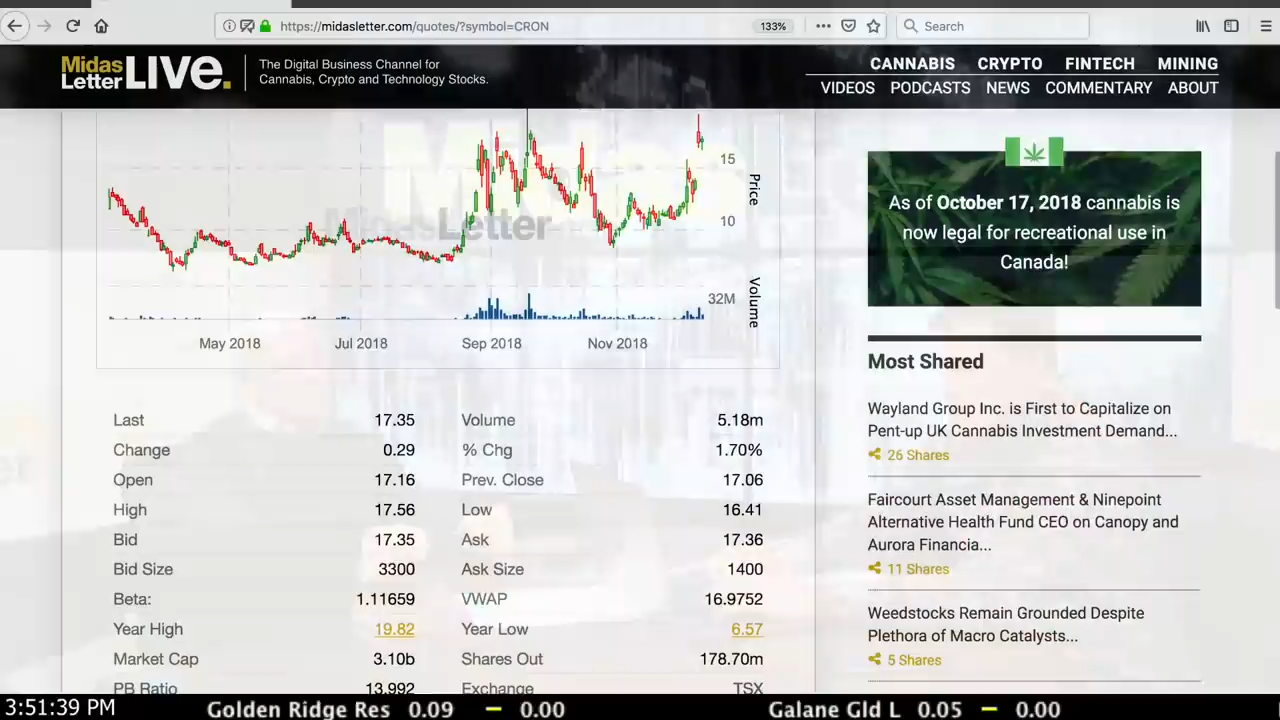 https://midasletter.com/quotes/?symbol=CRON
133%
Search
Midas
Letter LIVE.
The Digital Business Channel for
Cannabis, Crypto and Technology Stocks.
CANNABIS CRYPTO FINTECH MINING
VIDEOS PODCASTS NEWS COMMENTARY ABOUT
15
Price
10
MidasLetter
32M
Volume
May 2018 Jul 2018 Sep 2018 Nov 2018
Last 17.35 Volume 5.18m
Change 0.29 % Chg 1.70%
Open 17.16 Prev. Close 17.06
High 17.56 Low 16.41
Bid 17.35 Ask 17.36
Bid Size 3300 Ask Size 1400
Beta: 1.11659 VWAP 16.9752
Year High 19.82 Year Low 6.57
Market Cap 3.10b Shares Out 178.70m
PB Ratio 13.992 Exchange TSX
As of October 17, 2018 cannabis is
now legal for recreational use in
Canada!
Most Shared
Wayland Group Inc. is First to Capitalize on
Pent-up UK Cannabis Investment Demand...
26 Shares
Faircourt Asset Management & Ninepoint
Alternative Health Fund CEO on Canopy and
Aurora Financia...
11 Shares
Weedstocks Remain Grounded Despite
Plethora of Macro Catalysts...
5 Shares
3:51:39 PM Golden Ridge Res 0.09 – 0.00 Galane Gld L 0.05 – 0.00